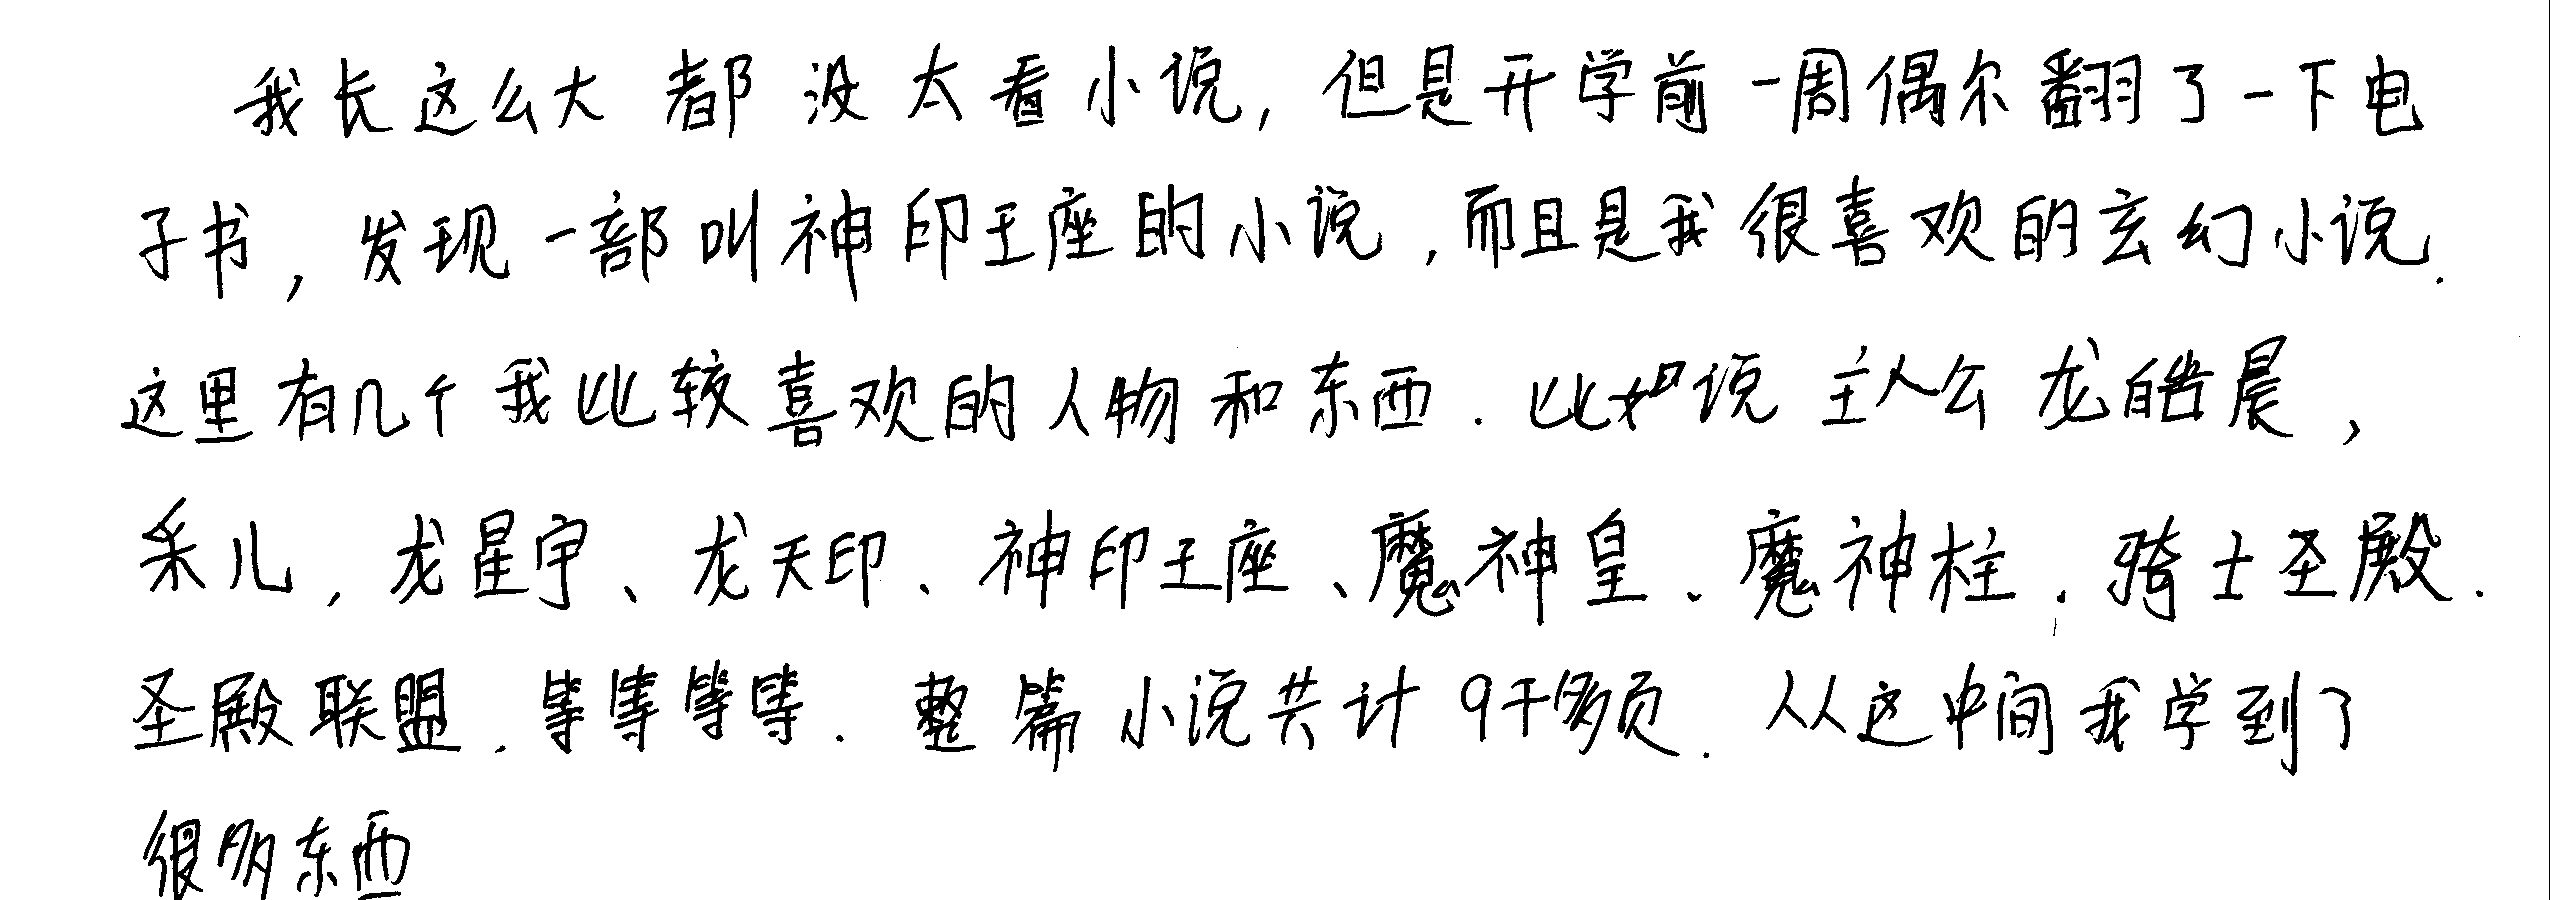 我长这么大都没太看小说,但是开学前一周偶尔翻了一下电
子书,发现一部叫神印王座的小说,而且是我很喜欢的玄幻小说.
这里有几个我比较喜欢的人物和东西.比如说主人公龙皓晨,
采儿,龙星宇、龙天印、神印王座、魔神皇、魔神柱.骑士圣殿.
圣殿联盟.等等等等.整篇小说共计9千多页.从这中间我学到了
很多东西